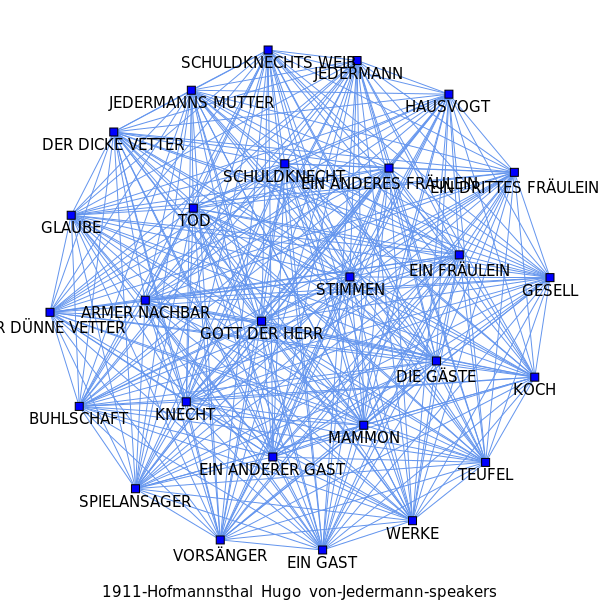 SCHULDKNECHTS WEIB
JEDERMANN
JEDERMANNS MUTTER
HAUSVOGT
DER DICKE VETTER
SCHULDKNECHT
EIN ANDERES FRÄULEIN
EIN DRITTES FRÄULEIN
GLAUBE
TOD
EIN FRÄULEIN
STIMMEN
GESELL
ARMER NACHBAR
R DÜNNE VETTER
GOTT DER HERR
DIE GÄSTE
KOCH
BUHLSCHAFT
KNECHT
MAMMON
EIN ANDERER GAST
TEUFEL
SPIELANSAGER
WERKE
VORSÄNGER
EIN GAST
1911-Hofmannsthal_Hugo_von-Jedermann-speakers